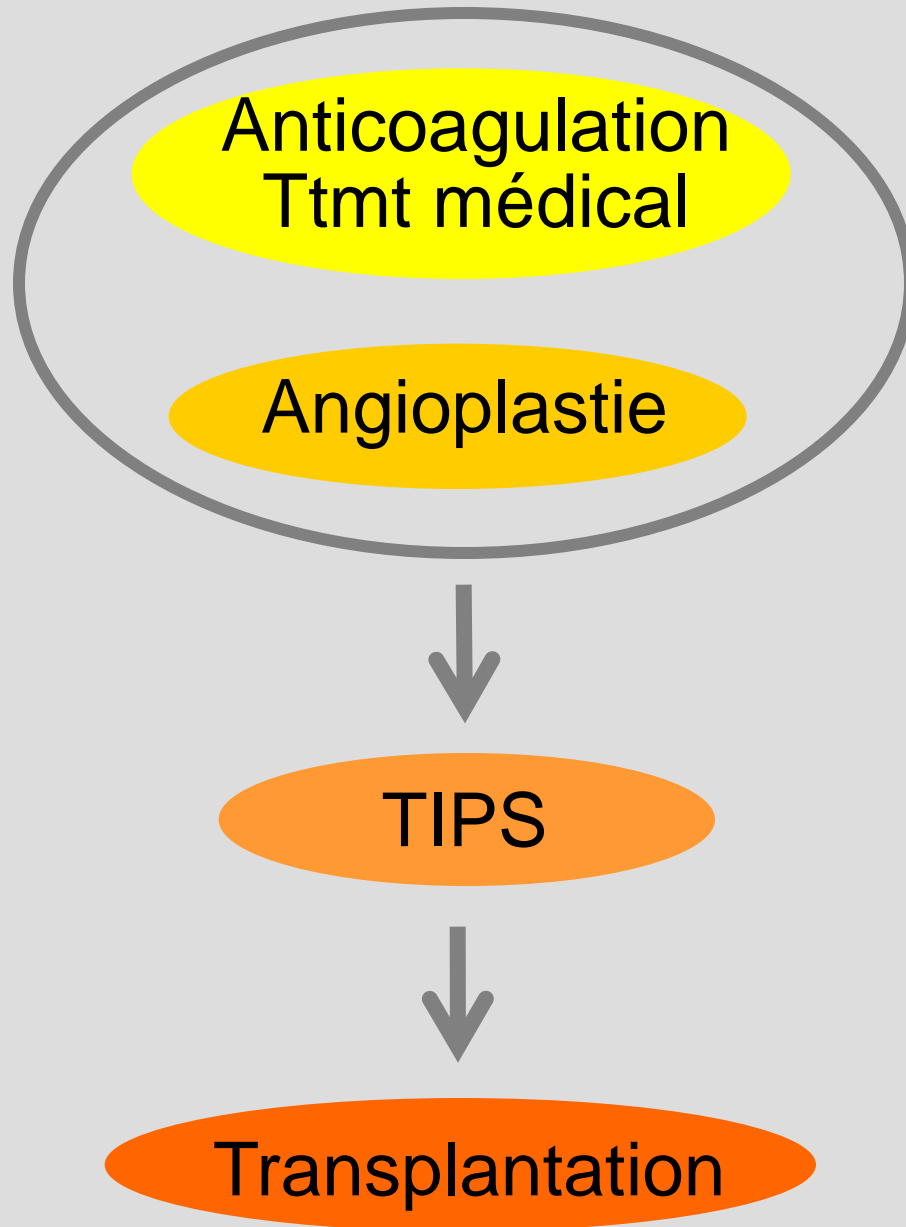 Anticoagulation
Ttmt médical
Angioplastie
TIPS
Transplantation